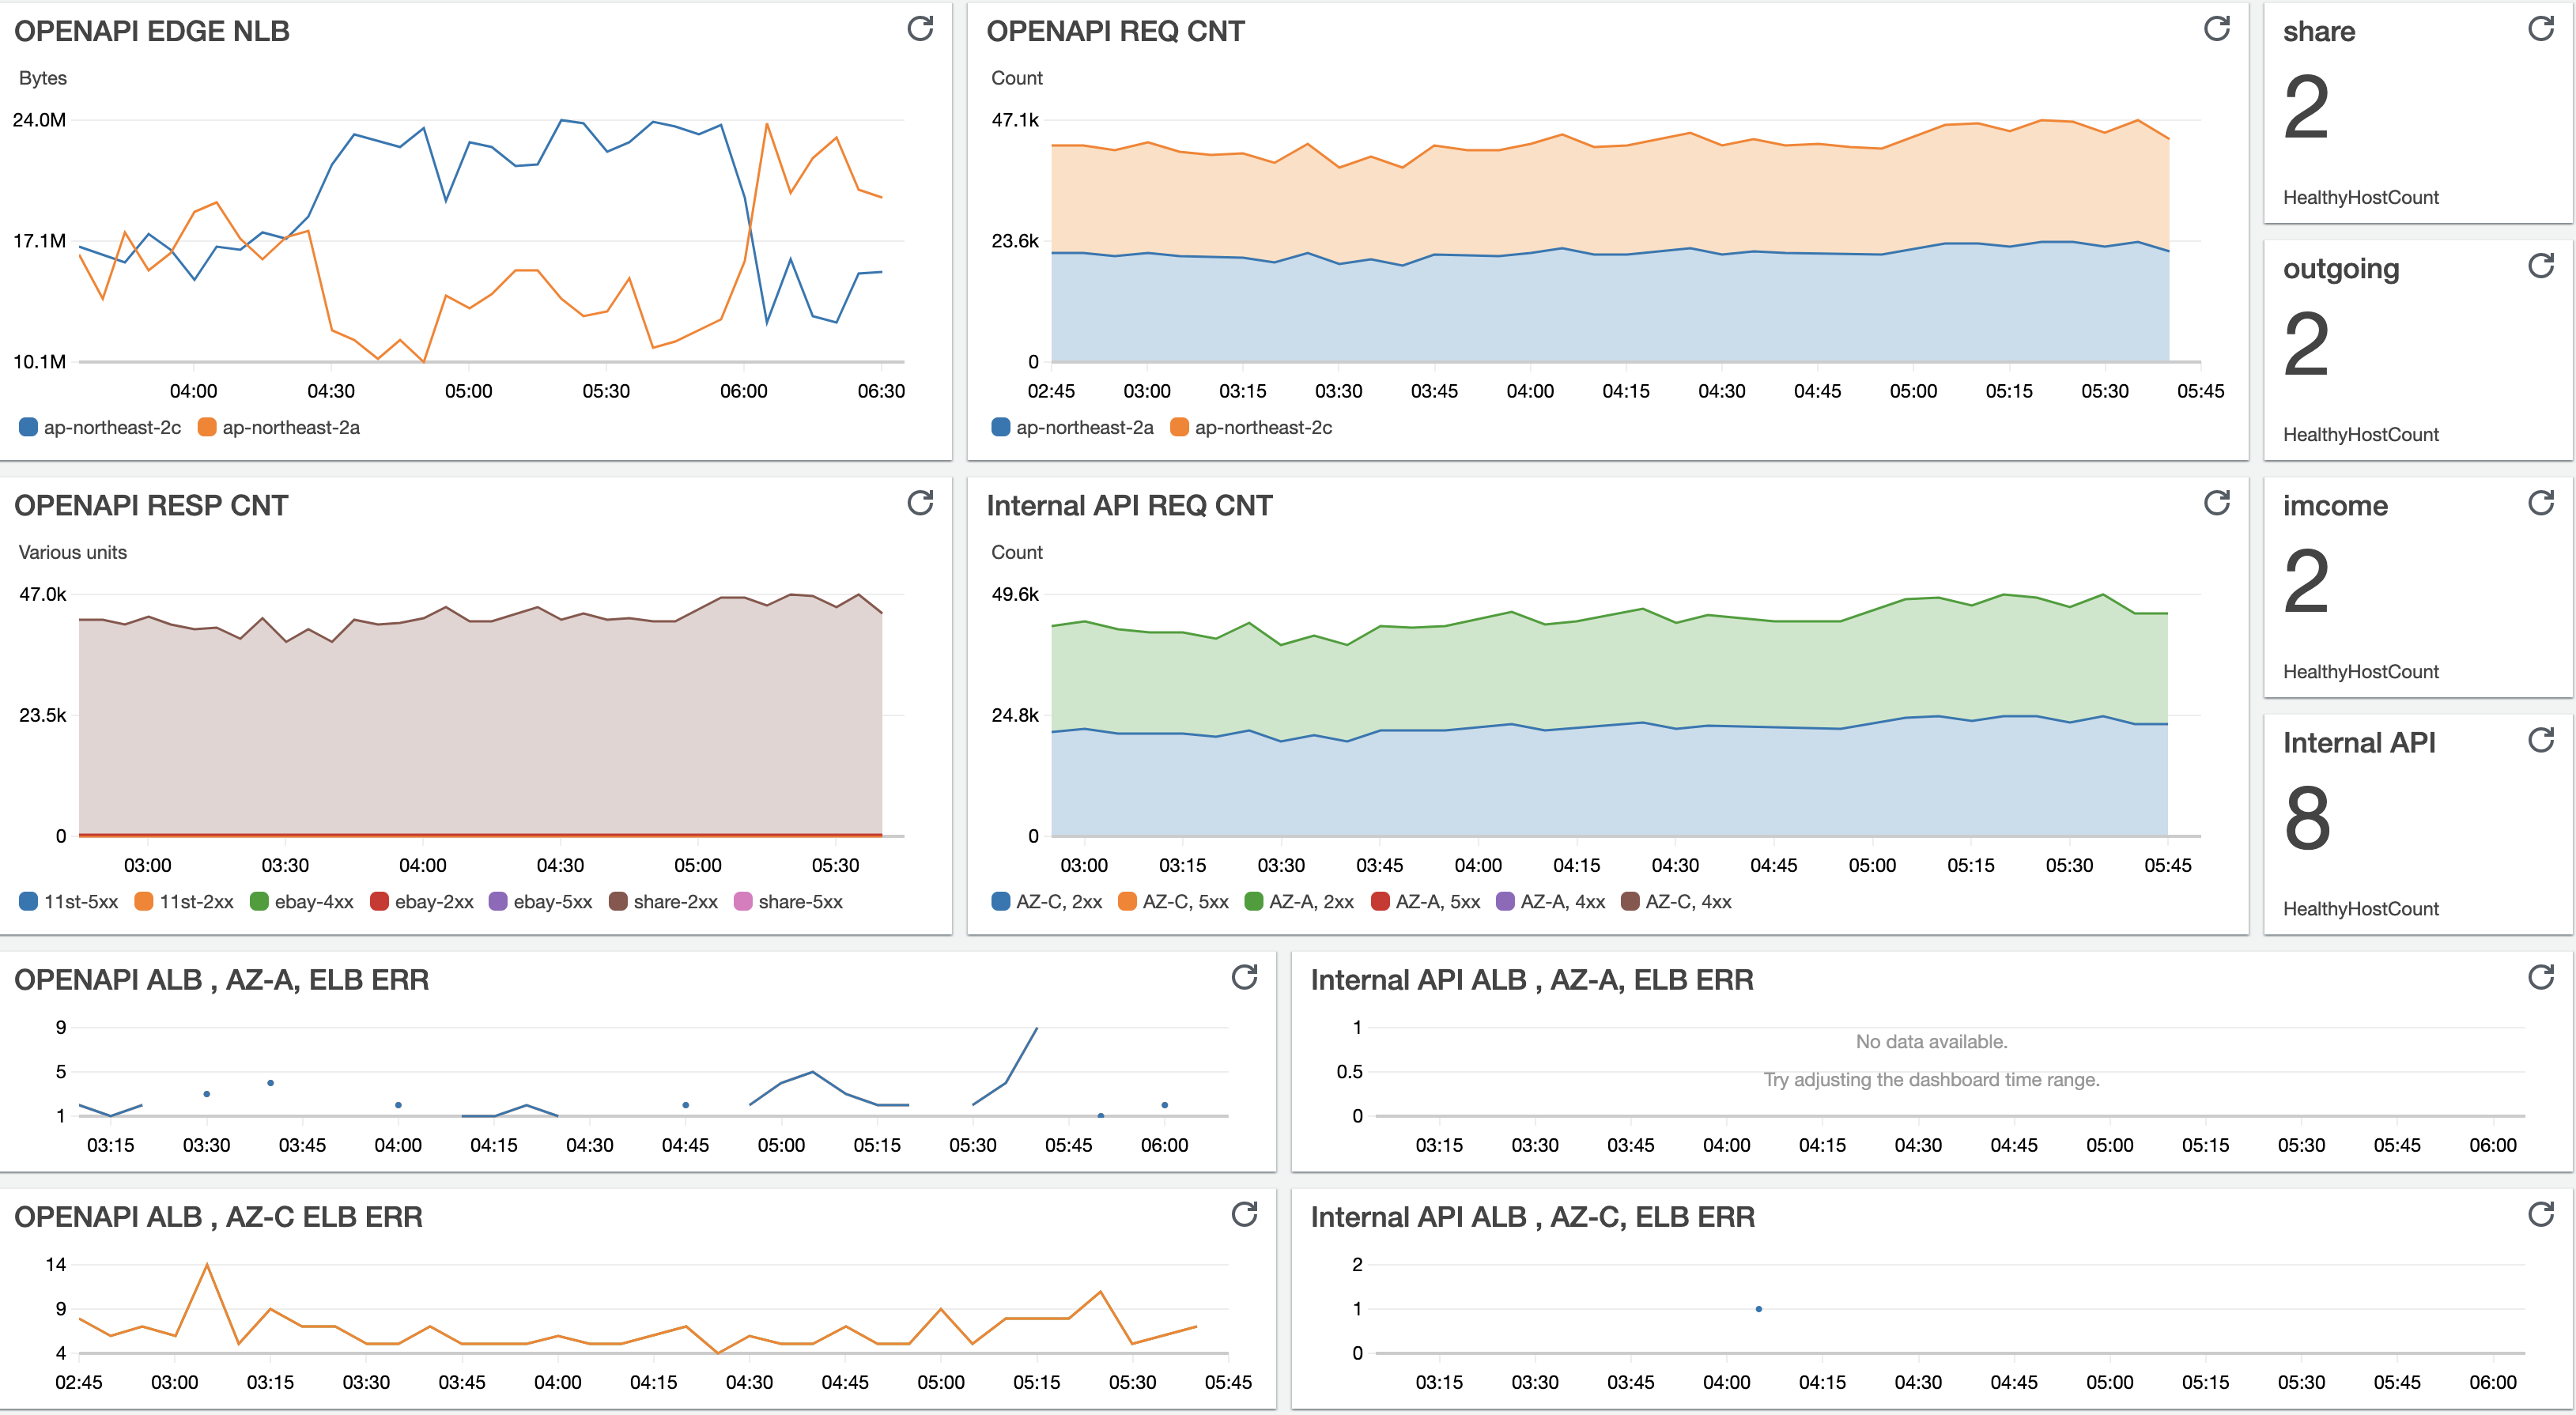 OPENAPI EDGE NLB
Bytes
24.0M
17.1M
10.1M
04:00 04:30 05:00 05:30 06:00 06:30
ap-northeast-2c ap-northeast-2a
OPENAPI REQ CNT
Count
47.1k
23.6k
0
02:45 03:00 03:15 03:30 03:45 04:00 04:15 04:30 04:45 05:00 05:15 05:30 05:45
ap-northeast-2a ap-northeast-2c
share
2
HealthyHostCount
outgoing
2
HealthyHostCount
OPENAPI RESP CNT
Various units
47.0k
23.5k
0
03:00 03:30 04:00 04:30 05:00 05:30
11st-5xx 11st-2xx ebay-4xx ebay-2xx ebay-5xx share-2xx share-5xx
Internal API REQ CNT
Count
49.6k
24.8k
0
03:00 03:15 03:30 03:45 04:00 04:15 04:30 04:45 05:00 05:15 05:30 05:45
AZ-C, 2xx AZ-C, 5xx AZ-A, 2xx AZ-A, 5xx AZ-A, 4xx AZ-C, 4xx
imcome
2
HealthyHostCount
Internal API
8
HealthyHostCount
OPENAPI ALB , AZ-A, ELB ERR
9
5
1
03:15 03:30 03:45 04:00 04:15 04:30 04:45 05:00 05:15 05:30 05:45 06:00
Internal API ALB , AZ-A, ELB ERR
1
No data available.
0.5
Try adjusting the dashboard time range.
0
03:15 03:30 03:45 04:00 04:15 04:30 04:45 05:00 05:15 05:30 05:45 06:00
OPENAPI ALB , AZ-C ELB ERR
14
9
4
02:45 03:00 03:15 03:30 03:45 04:00 04:15 04:30 04:45 05:00 05:15 05:30 05:45
Internal API ALB , AZ-C, ELB ERR
2
1
0
03:15 03:30 03:45 04:00 04:15 04:30 04:45 05:00 05:15 05:30 05:45 06:00